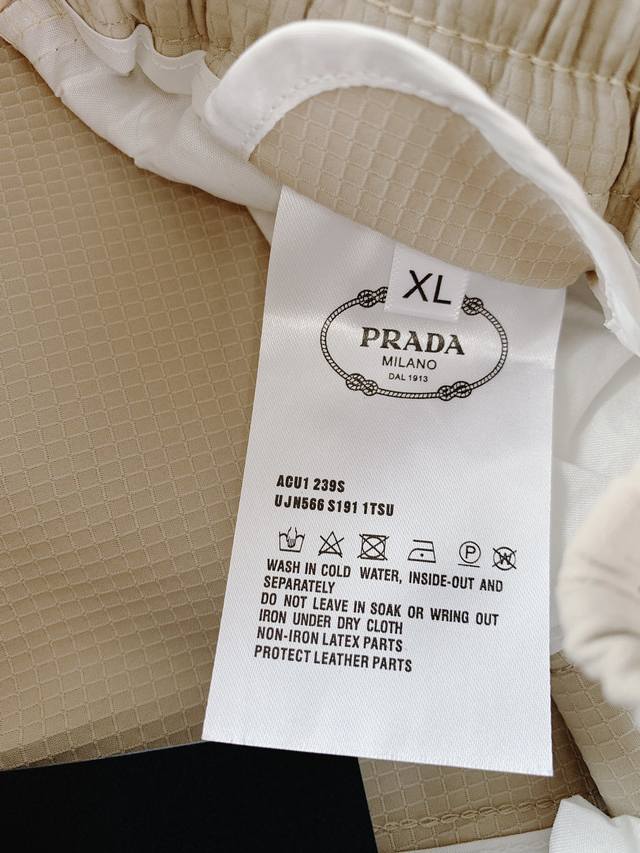 XL
PRADA
MILANO
DAL 1913
ACU1 239S
UJN566 S191 1TSU
P W
WASH IN COLD WATER, INSIDE-OUT AND
SEPARATELY
DO NOT LEAVE IN SOAK OR WRING OUT
IRON UNDER DRY CLOTH
NON-IRON LATEX PARTS
PROTECT LEATHER PARTS